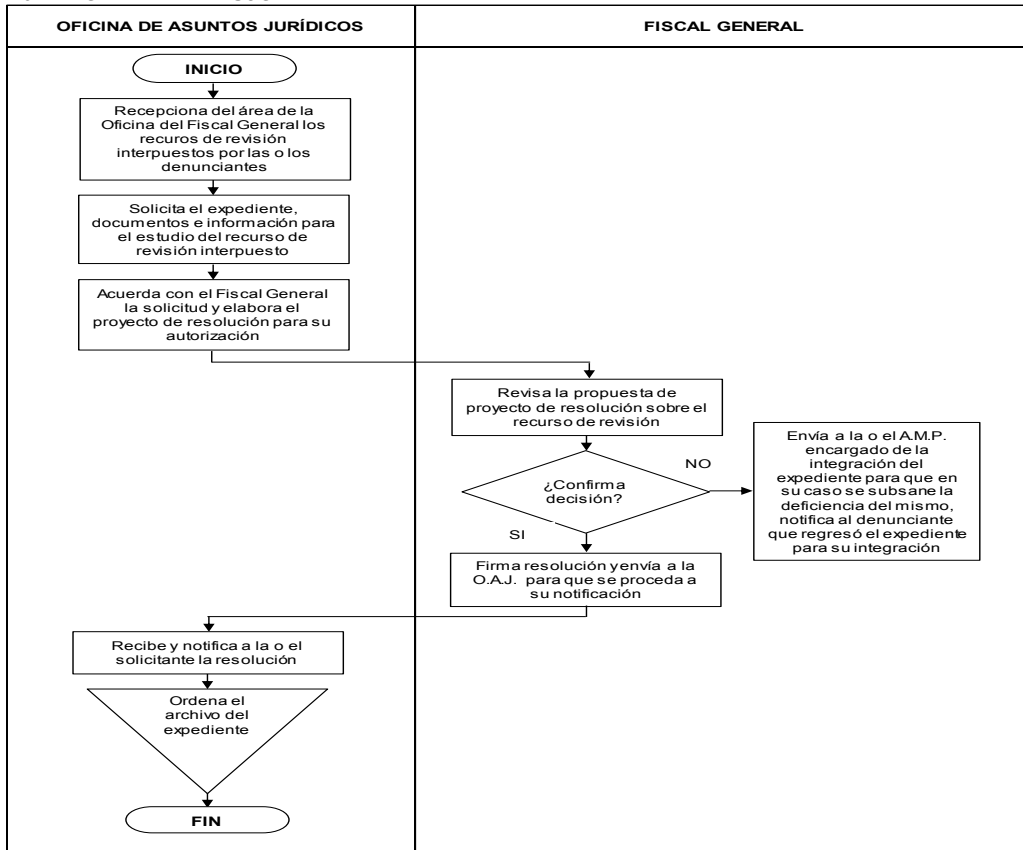 OFICINA DE ASUNTOS JURÍDICOS
FISCAL GENERAL
INICIO
Recepciona del área de la
Oficina del Fiscal General los
recuros de revisión
interpuestos por las o los
denunciantes
Solicita el expediente,
documentos e información para
el estudio del recurso de
revisión interpuesto
Acuerda con el Fiscal General
la solicitud y elabora el
proyecto de resolución para su
autorización
Revisa la propuesta de
proyecto de resolución sobre el
recurso de revisión
¿Confirma
decisión?
NO
Envía a la o el A.M.P.
encargado de la
integración del
expediente para que en
su caso se subsane la
deficiencia del mismo,
notifica al denunciante
que regresó el expediente
para su integración
SI
Firma resolución y envía a la
O.A.J. para que se proceda a
su notificación
Recibe y notifica a la o el
solicitante la resolución
Ordena el
archivo del
expediente
FIN